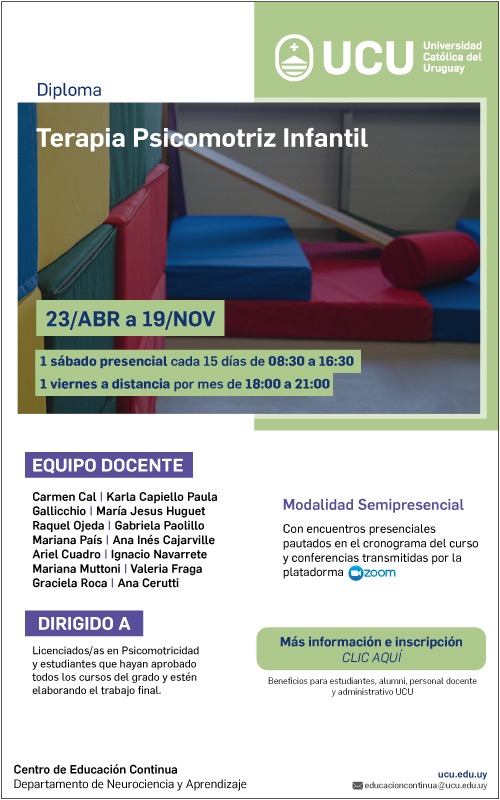 UCU
Universidad
Católica del
Uruguay
Diploma
Terapia Psicomotriz Infantil
23/ABR a 19/NOV
1 sábado presencial cada 15 días de 08:30 a 16:30
1 viernes a distancia por mes de 18:00 a 21:00
EQUIPO DOCENTE
Carmen Cal | Karla Capiello Paula
Gallicchio | María Jesus Huguet
Raquel Ojeda | Gabriela Paolillo
Mariana País | Ana Inés Cajarville
Ariel Cuadro | Ignacio Navarrete
Mariana Muttoni | Valeria Fraga
Graciela Roca | Ana Cerutti
DIRIGIDO A
Licenciados/as en Psicomotricidad
y estudiantes que hayan aprobado
todos los cursos del grado y estén
elaborando el trabajo final.
Modalidad Semipresencial
Con encuentros presenciales
pautados en el cronograma del curso
y conferencias transmitidas por la
platadorma zoom
Más información e inscripción
CLIC AQUÍ
Beneficios para estudiantes, alumni, personal docente
y administrativo UCU
Centro de Educación Continua
Departamento de Neurociencia y Aprendizaje
ucu.edu.uy
educacioncontinua@ucu.edu.uy